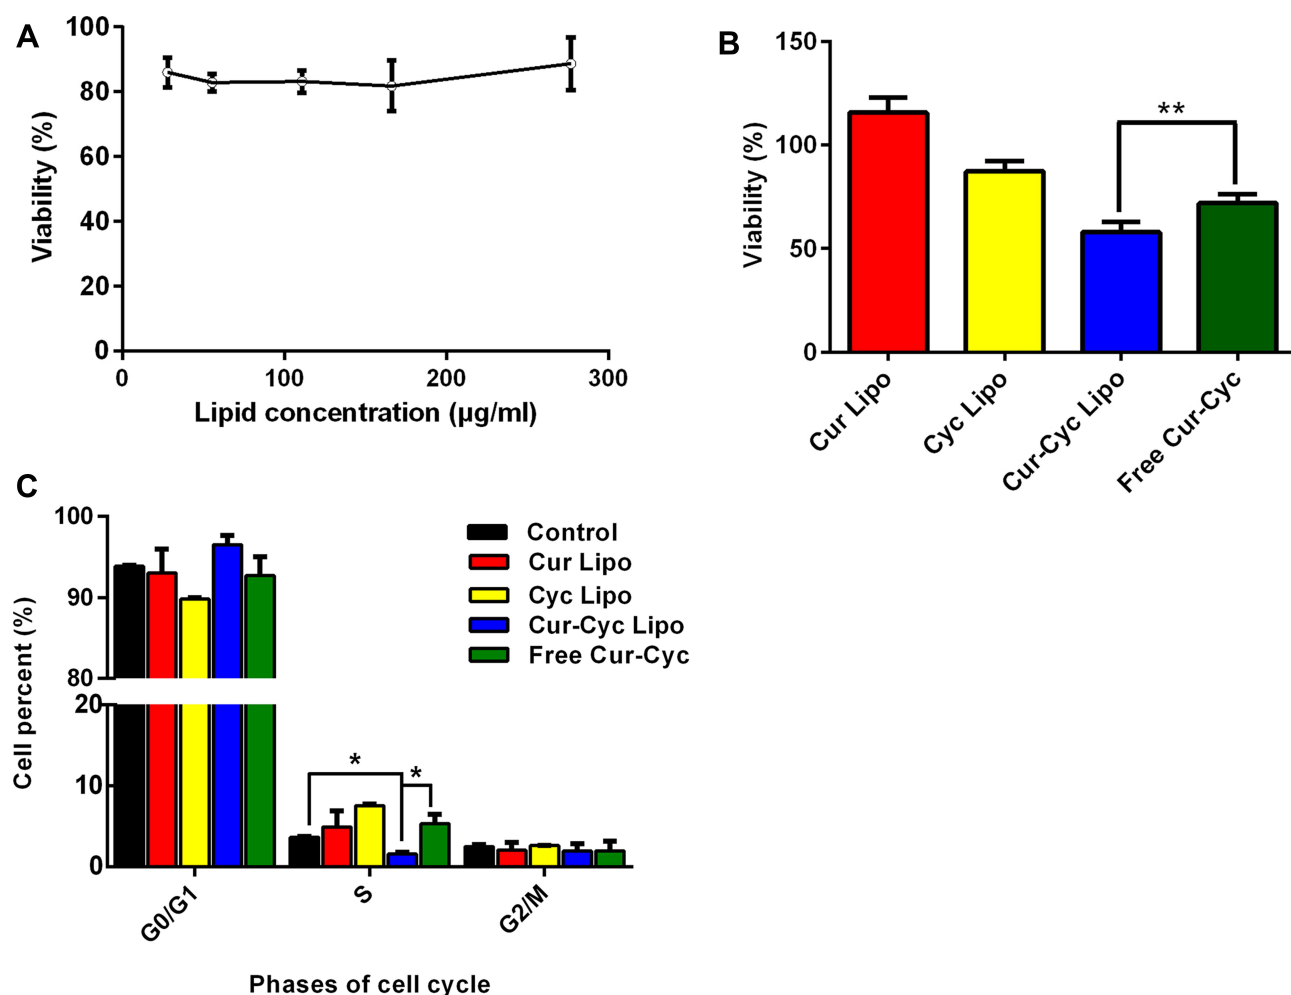 A
Viability (%)
100
80
60
40
20
0
0 100 200 300
Lipid concentration (µg/ml)
B
Viability (%)
150
100
50
0
**
Cur Lipo
Cyc Lipo
Cur-Cyc Lipo
Free Cur-Cyc
C
Cell percent (%)
100
90
80
20
10
0
Control
Cur Lipo
Cyc Lipo
Cur-Cyc Lipo
Free Cur-Cyc
* *
G0/G1
S
G2/M
Phases of cell cycle